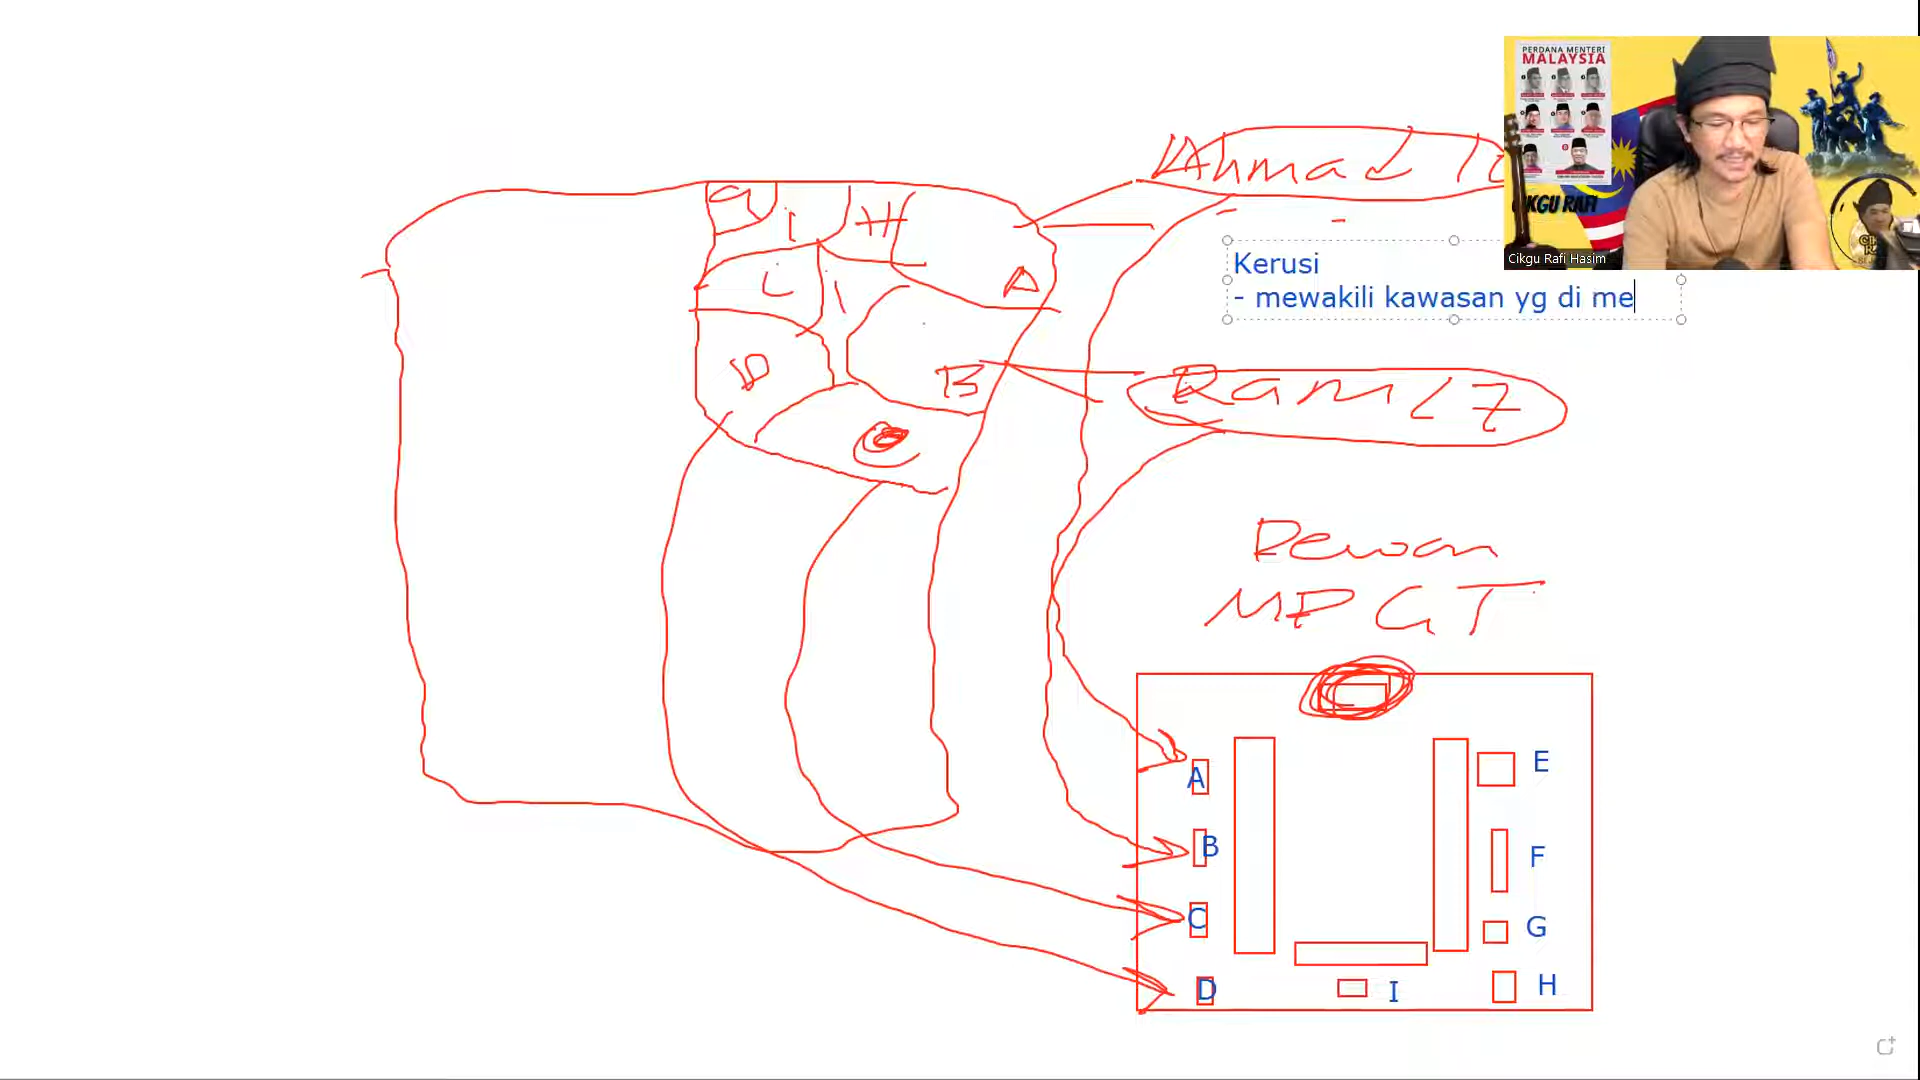 PERDANA MENTERI
MALAYSIA
CIKGU RAFI
Cikgu Rafi Hasim
Ahmad
Kerusi
- mewakili kawasan yg di me
H
A
D
B
Ramli
Dewan
MPGT
A
B
C
D
E
F
G
H
I